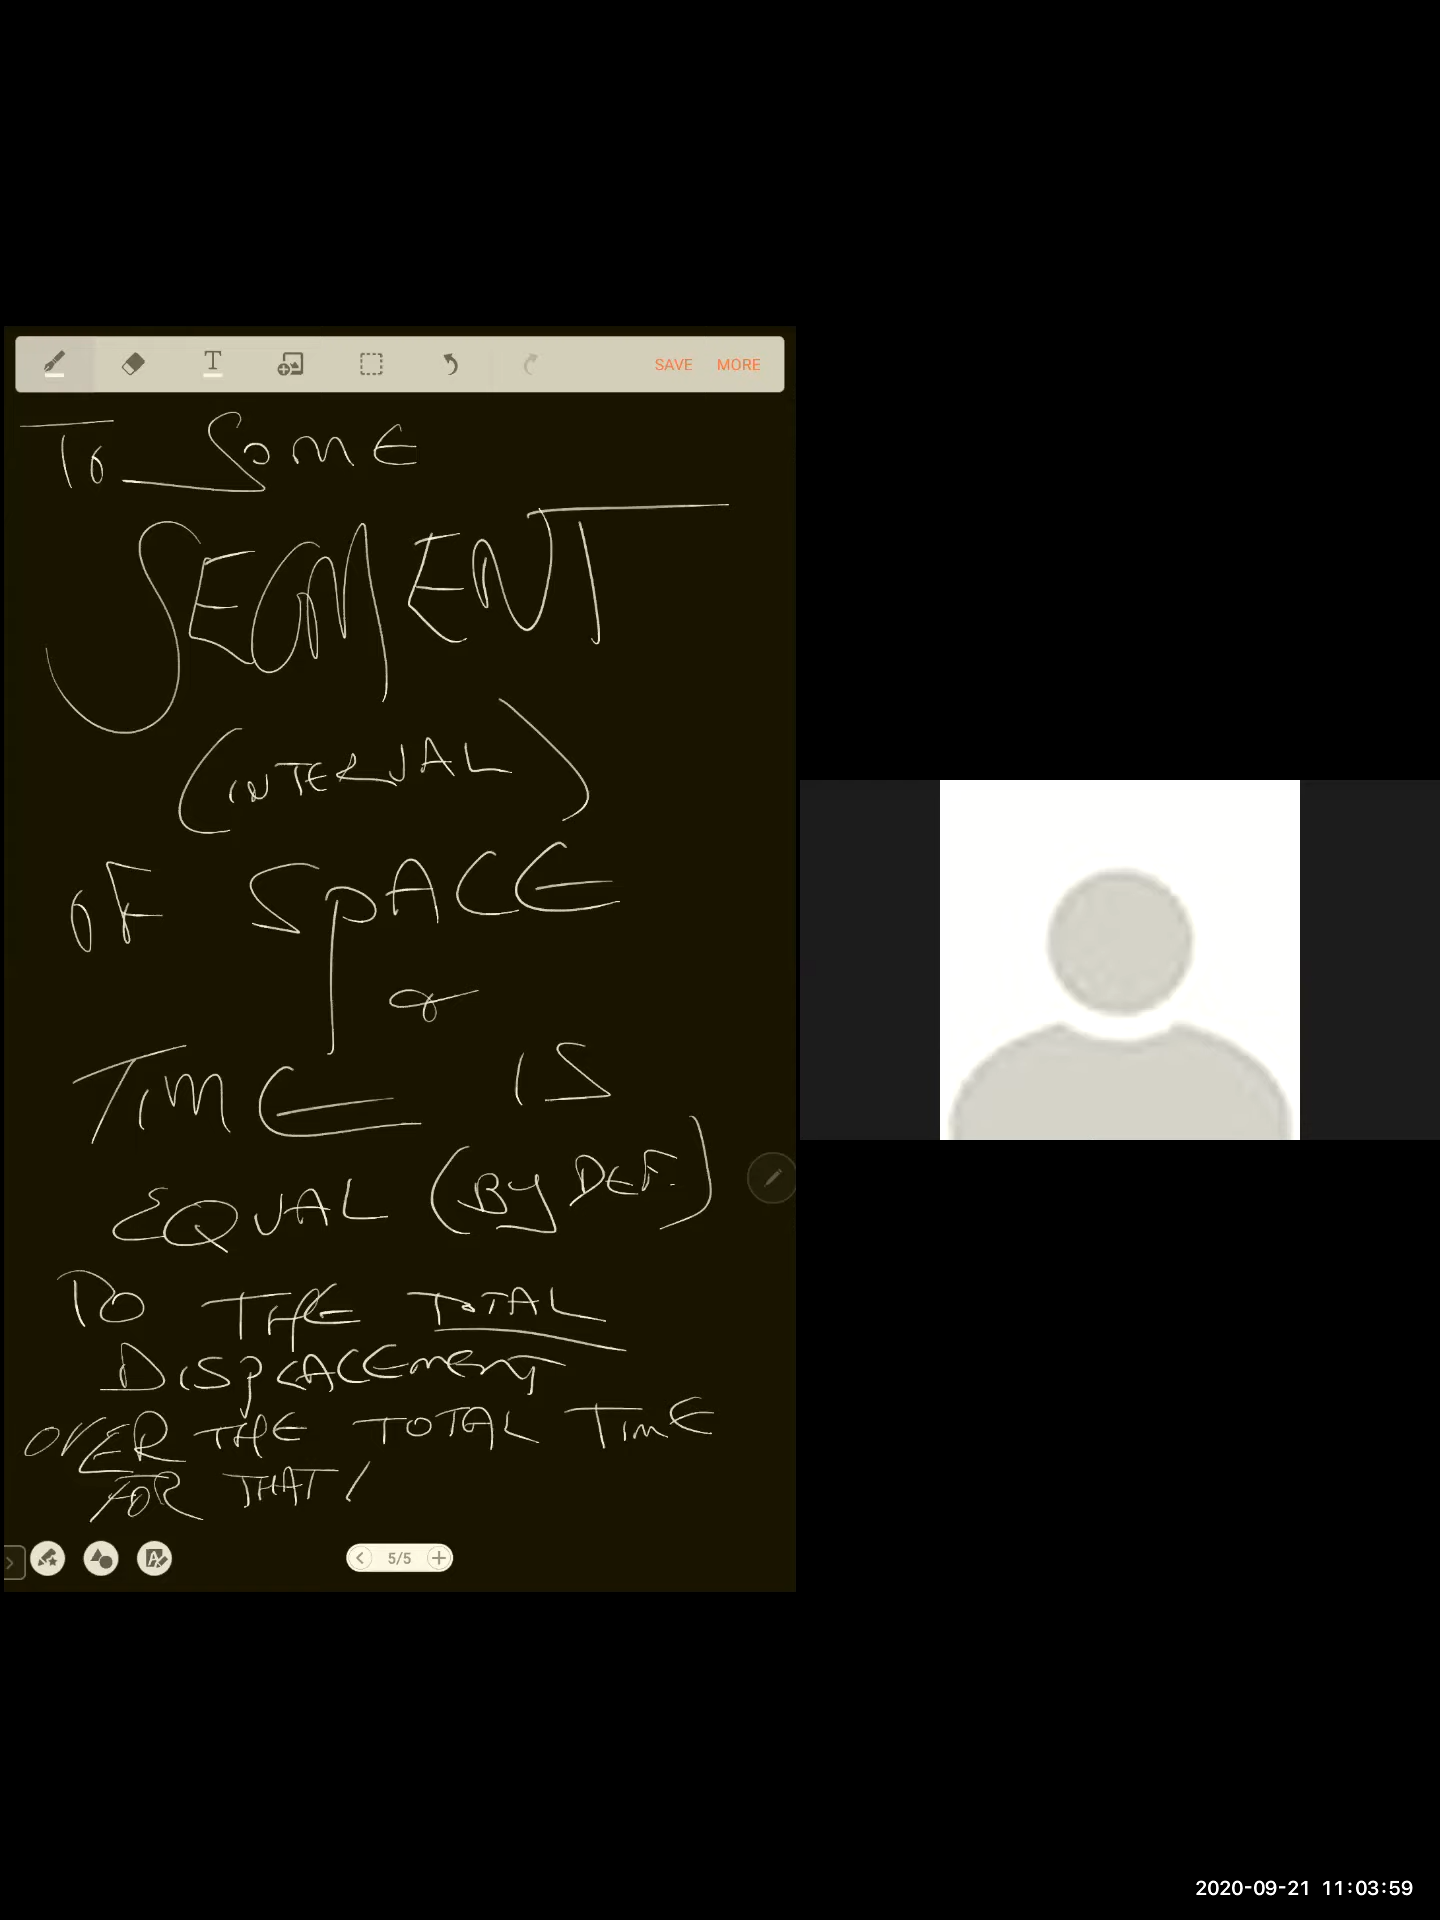 SAVE MORE
To SOME
SEGMENT
(INTERVAL)
OF SPACE
or
TIME IS
EQUAL (BY DEF.)
TO THE TOTAL
DISPLACEMENT
OVER THE TOTAL TIME
FOR THAT
5/5
2020-09-21 11:03:59